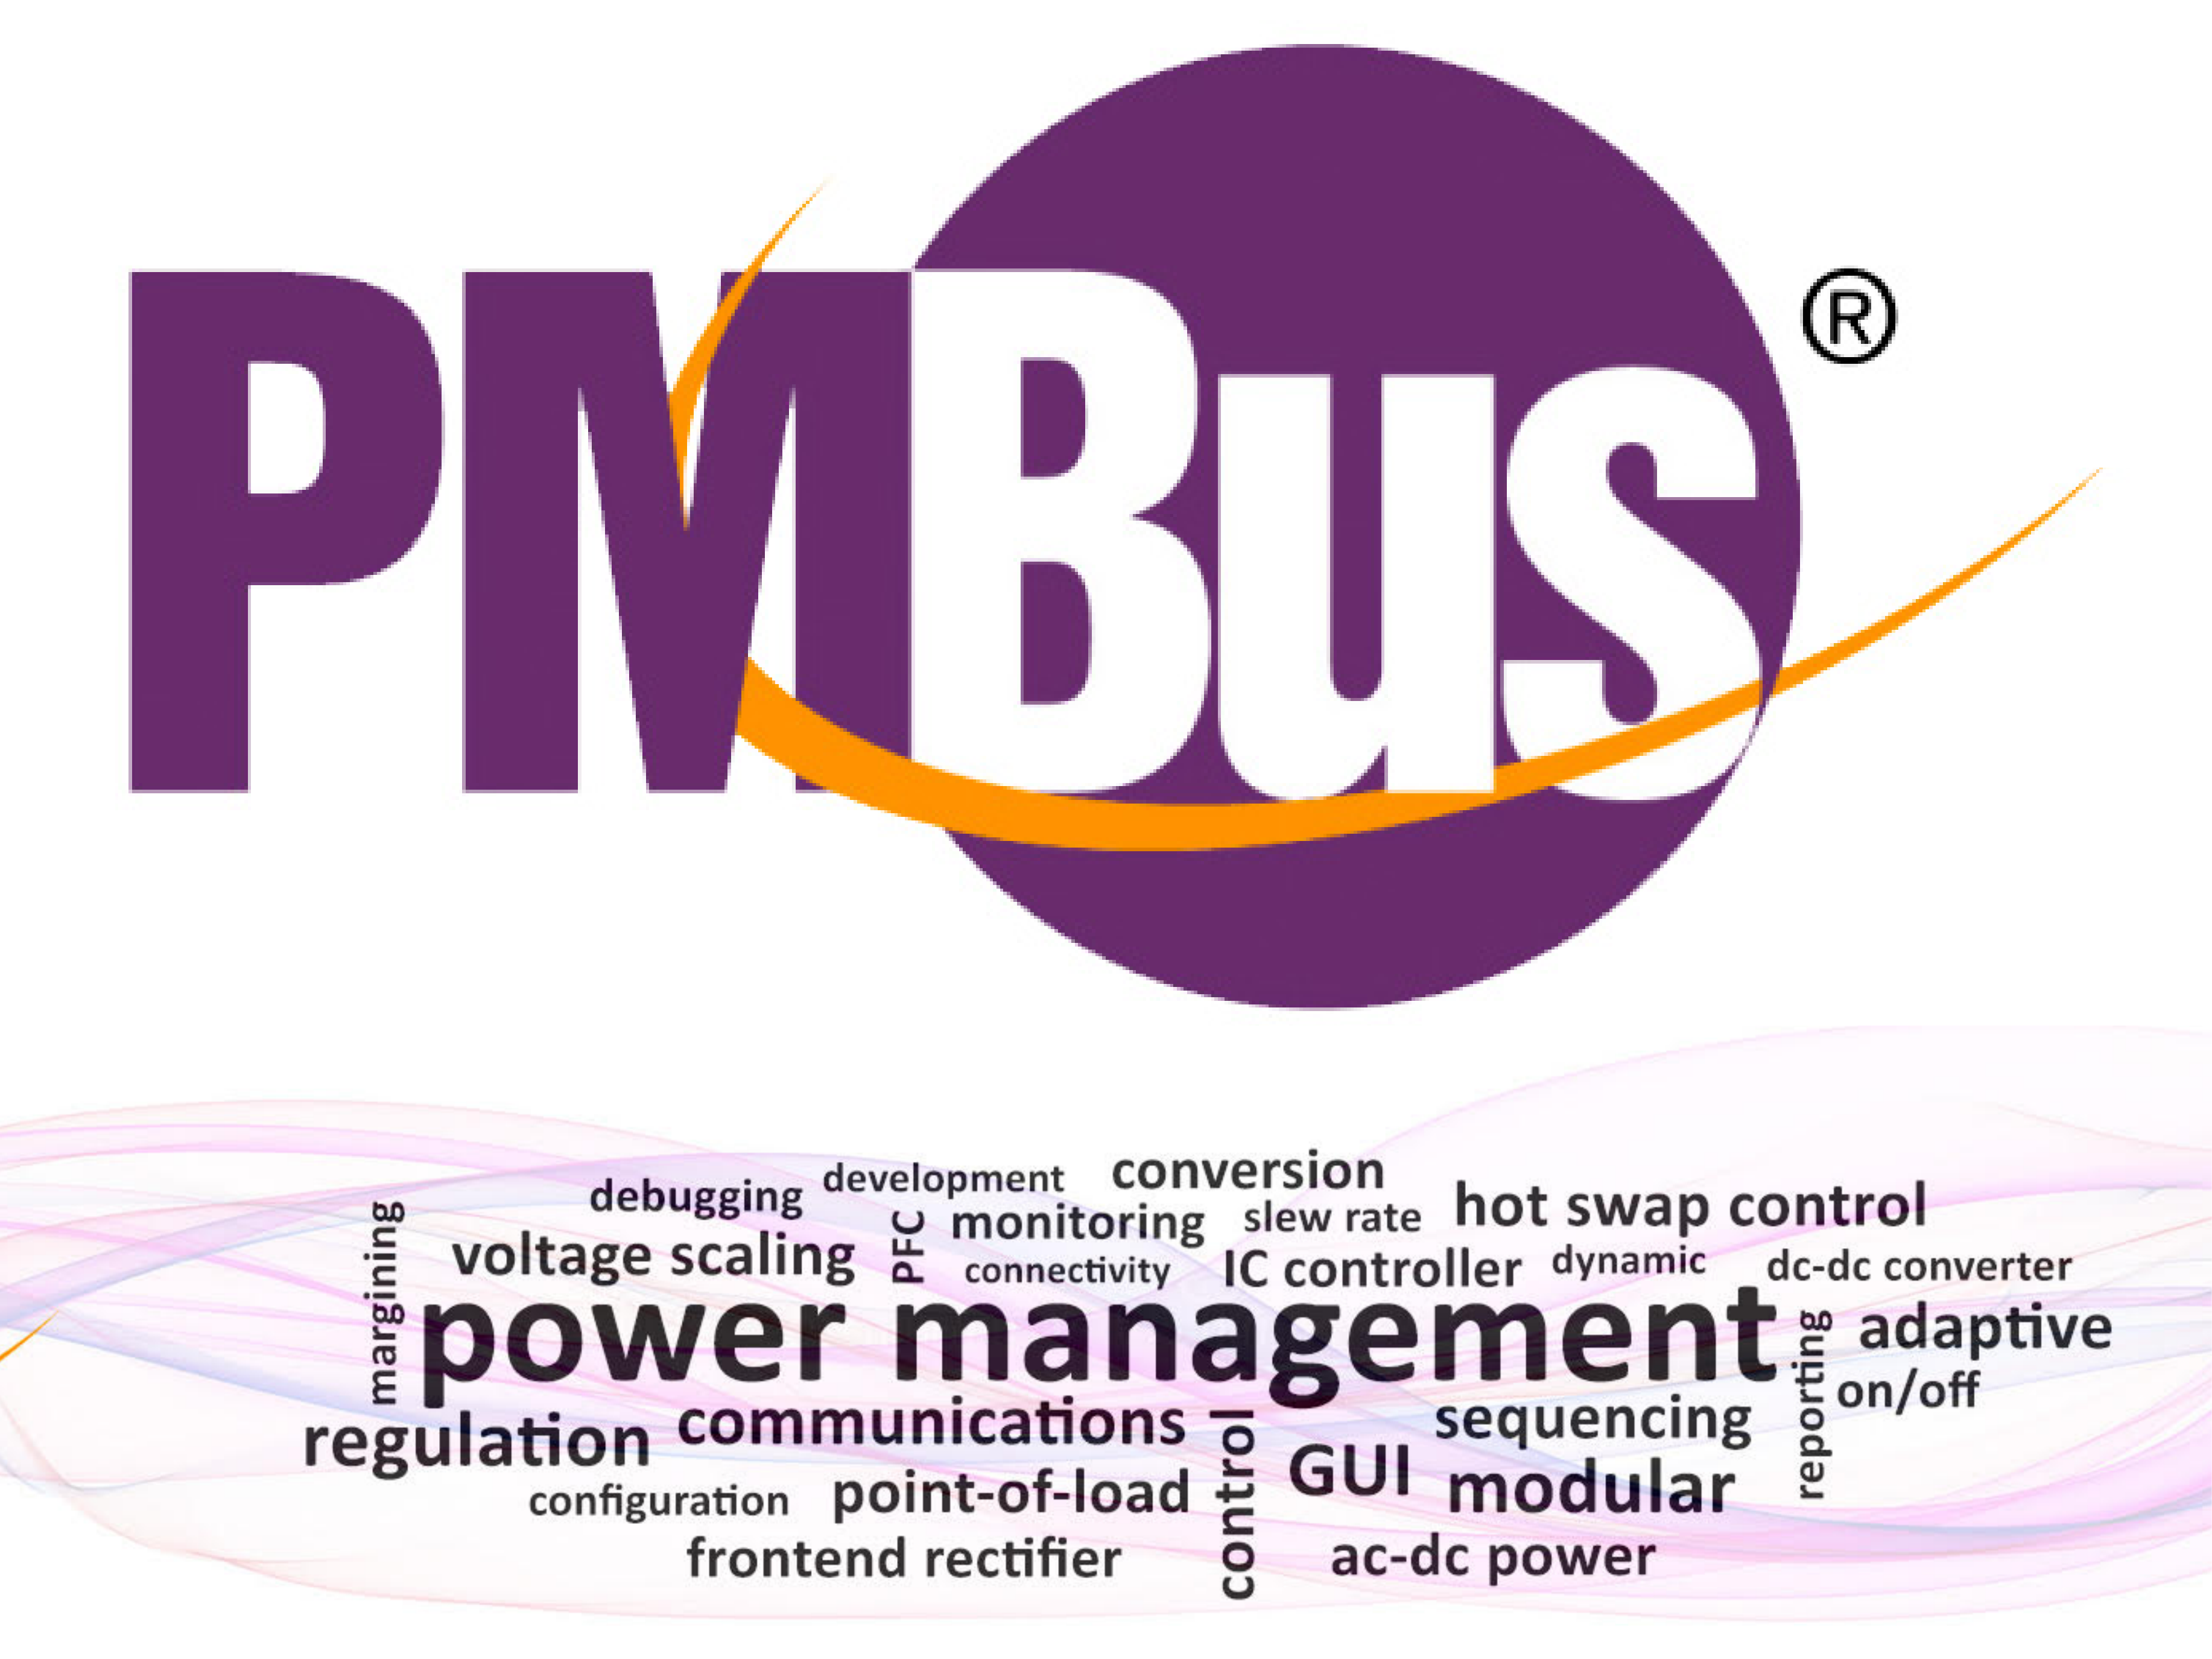 PMBus®
development conversion
debugging hot swap control
margining PFC monitoring slew rate
voltage scaling connectivity IC controller dynamic dc-dc converter
power management reporting adaptive
on/off
regulation communications control sequencing
GUI modular
configuration point-of-load
frontend rectifier ac-dc power